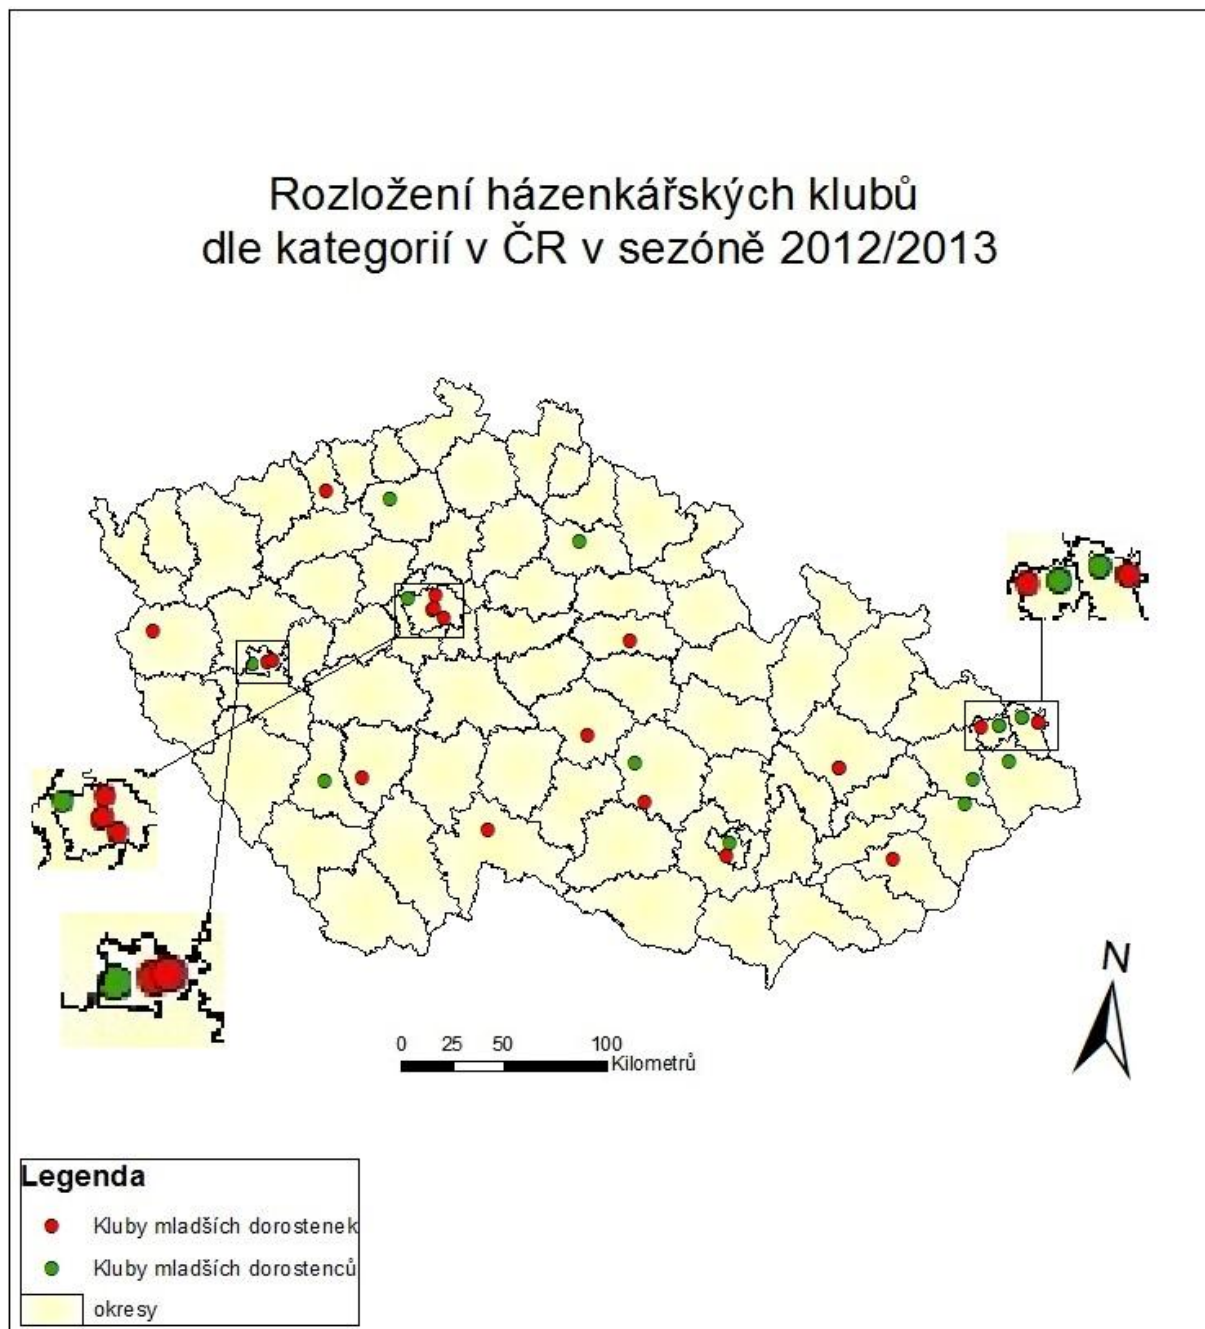 Rozložení házenkářských klubů
dle kategorií v ČR v sezóně 2012/2013
N
0 25 50 100
Kilometrů
Legenda
Kluby mladších dorostenek
Kluby mladších dorostenců
okresy